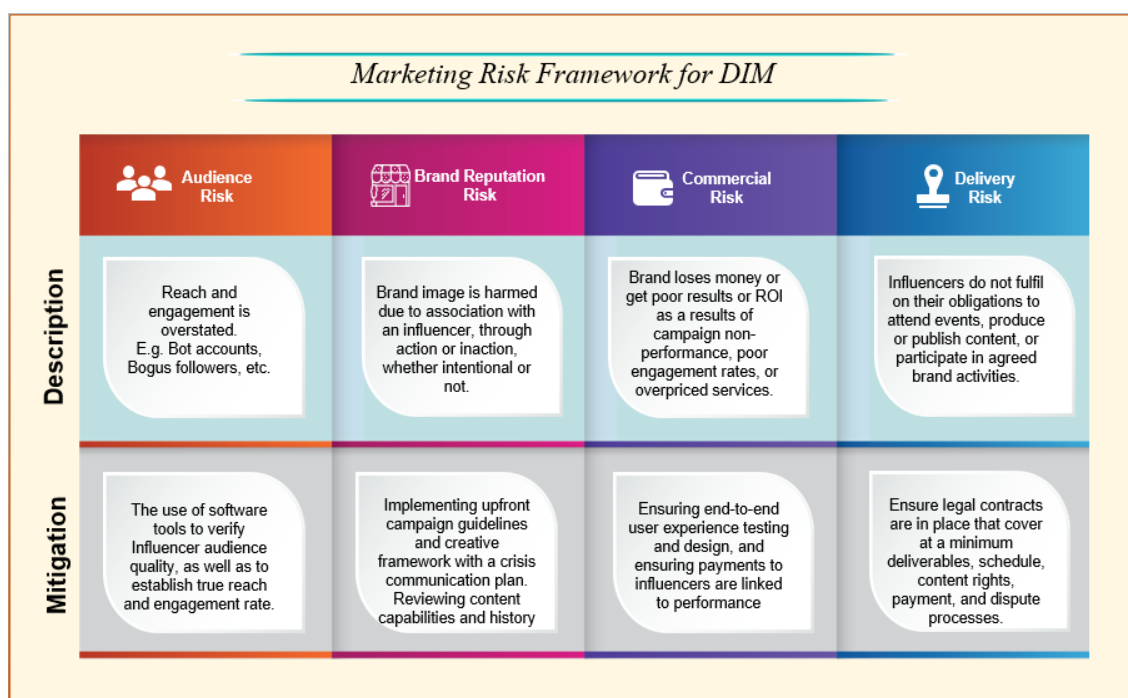 Marketing Risk Framework for DIM
Audience
Risk
Brand Reputation
Risk
Commercial
Risk
Delivery
Risk
Description
Reach and
engagement is
overstated.
E.g. Bot accounts,
Bogus followers, etc.
Brand image is harmed
due to association with
an influencer, through
action or inaction,
whether intentional or
not.
Brand loses money or
get poor results or ROI
as a results of
campaign non-
performance, poor
engagement rates, or
overpriced services.
Influencers do not fulfil
on their obligations to
attend events, produce
or publish content, or
participate in agreed
brand activities.
Mitigation
The use of software
tools to verify
Influencer audience
quality, as well as to
establish true reach
and engagement rate.
Implementing upfront
campaign guidelines
and creative
framework with a crisis
communication plan.
Reviewing content
capabilities and history
Ensuring end-to-end
user experience testing
and design, and
ensuring payments to
influencers are linked
to performance
Ensure legal contracts
are in place that cover
at a minimum
deliverables, schedule,
content rights,
payment, and dispute
processes.